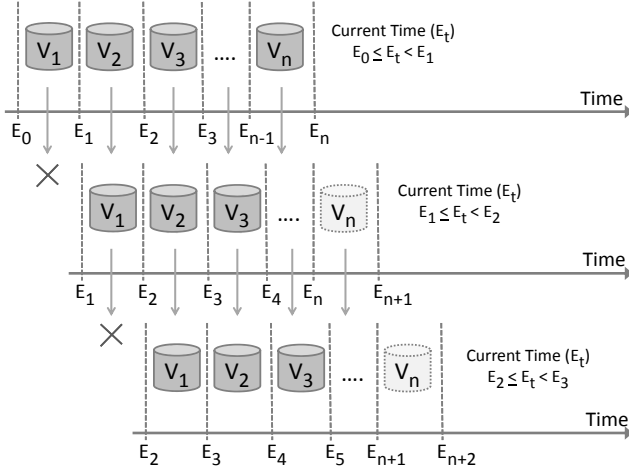 Current Time (Et)
E0 ≤ Et < E1
V1 V2 V3 .... Vn
Time
E0 E1 E2 E3 En-1 En
Current Time (Et)
E1 ≤ Et < E2
V1 V2 V3 .... Vn
Time
E1 E2 E3 E4 En En+1
Current Time (Et)
E2 ≤ Et < E3
V1 V2 V3 .... Vn
Time
E2 E3 E4 E5 En+1 En+2